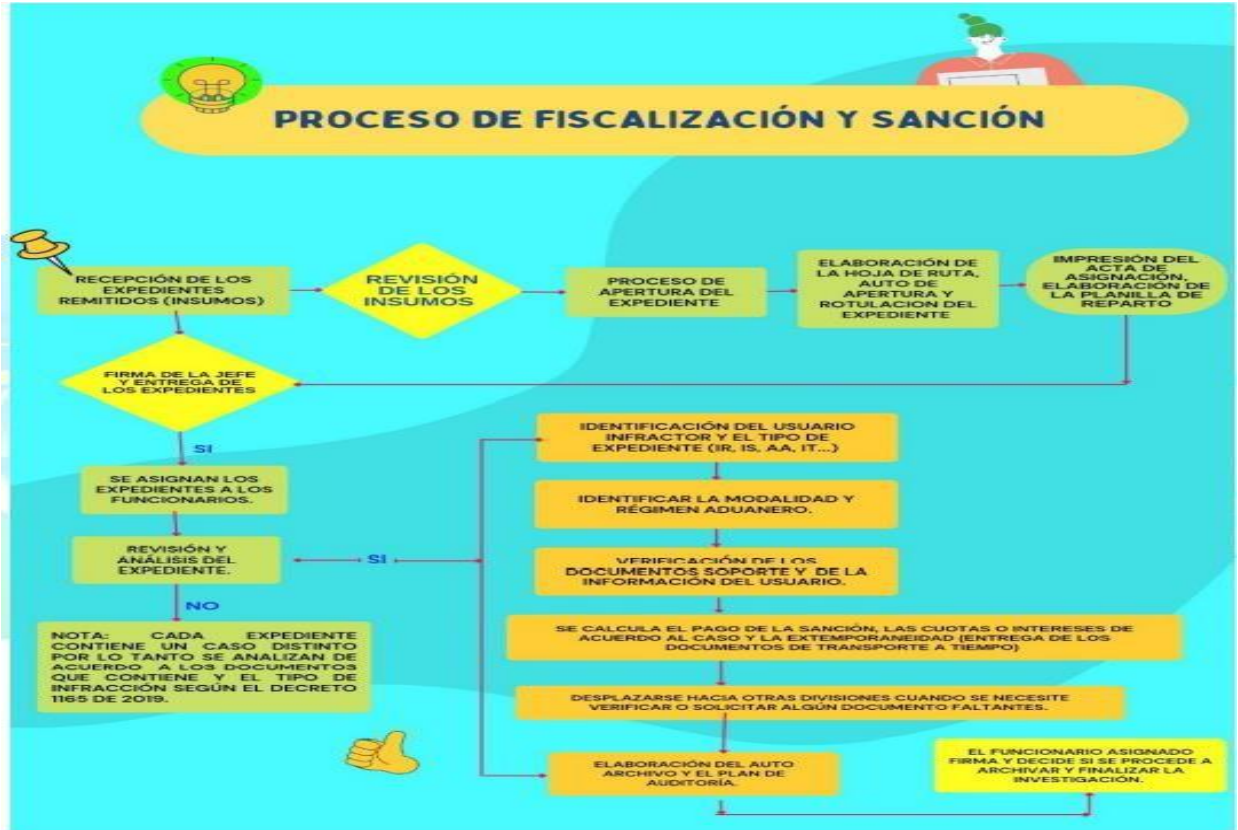 PROCESO DE FISCALIZACIÓN Y SANCIÓN
RECEPCIÓN DE LOS
EXPEDIENTES
REMITIDOS (INSUMOS)
REVISIÓN
DE LOS
INSUMOS
PROCESO DE
APERTURA DEL
EXPEDIENTE
ELABORACIÓN DE
LA HOJA DE RUTA,
AUTO DE
APERTURA Y
ROTULACION DEL
EXPEDIENTE
IMPRESIÓN DEL
ACTA DE
ASIGNACIÓN,
ELABORACIÓN DE
LA PLANILLA DE
REPARTO
FIRMA DE LA JEFE
Y ENTREGA DE
LOS EXPEDIENTES
SI
SE ASIGNAN LOS
EXPEDIENTES A LOS
FUNCIONARIOS.
REVISIÓN Y
ANÁLISIS DEL
EXPEDIENTE.
SI
NO
NOTA: CADA EXPEDIENTE
CONTIENE UN CASO DISTINTO
POR LO TANTO SE ANALIZAN DE
ACUERDO A LOS DOCUMENTOS
QUE CONTIENE Y EL TIPO DE
INFRACCIÓN SEGÚN EL DECRETO
1165 DE 2019.
IDENTIFICACIÓN DEL USUARIO
INFRACTOR Y EL TIPO DE
EXPEDIENTE (IR, IS, AA, IT...)
IDENTIFICAR LA MODALIDAD Y
RÉGIMEN ADUANERO.
VERIFICACIÓN DE LOS
DOCUMENTOS SOPORTE Y DE LA
INFORMACIÓN DEL USUARIO.
SE CALCULA EL PAGO DE LA SANCIÓN, LAS CUOTAS O INTERESES DE
ACUERDO AL CASO Y LA EXTEMPORANEIDAD (ENTREGA DE LOS
DOCUMENTOS DE TRANSPORTE A TIEMPO)
DESPLAZARSE HACIA OTRAS DIVISIONES CUANDO SE NECESITE
VERIFICAR O SOLICITAR ALGÚN DOCUMENTO FALTANTES.
ELABORACIÓN DEL AUTO
ARCHIVO Y EL PLAN DE
AUDITORÍA.
EL FUNCIONARIO ASIGNADO
FIRMA Y DECIDE SI SE PROCEDE A
ARCHIVAR Y FINALIZAR LA
INVESTIGACIÓN.